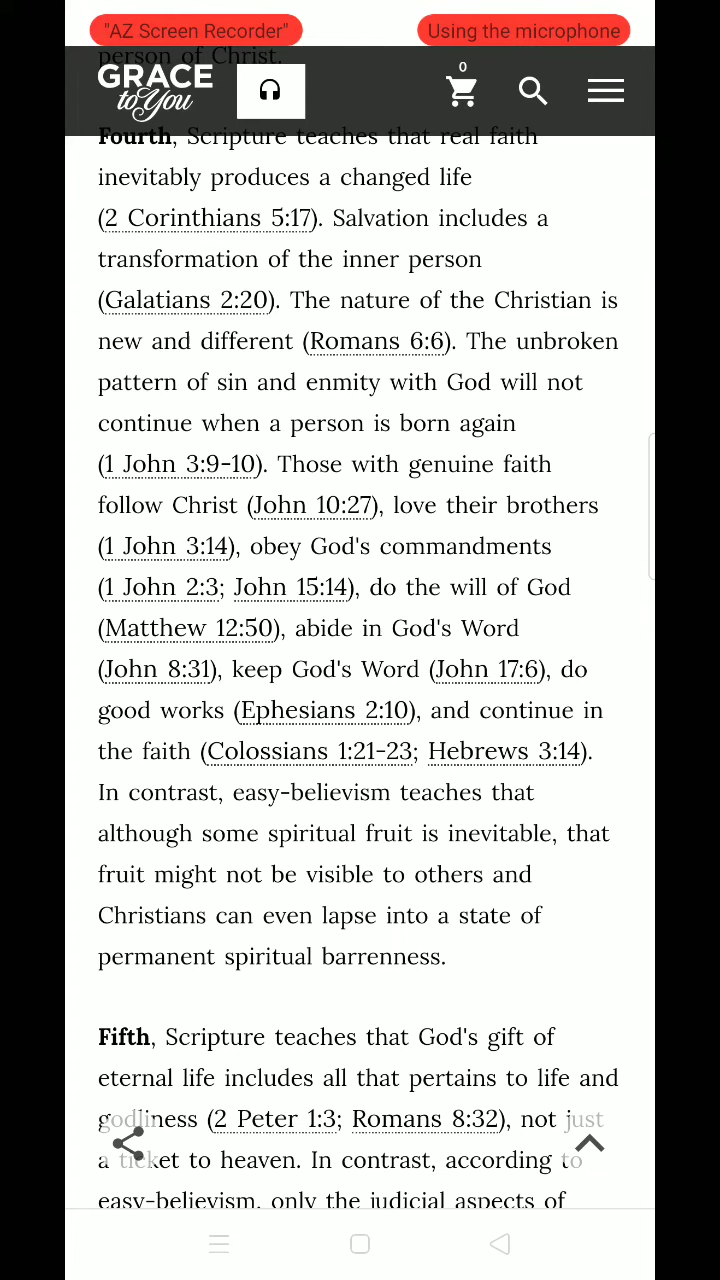 "AZ Screen Recorder"
Using the microphone
person of Christ.
GRACE
to You
0
Fourth, Scripture teaches that real faith
inevitably produces a changed life
(2 Corinthians 5:17). Salvation includes a
transformation of the inner person
(Galatians 2:20). The nature of the Christian is
new and different (Romans 6:6). The unbroken
pattern of sin and enmity with God will not
continue when a person is born again
(1 John 3:9-10). Those with genuine faith
follow Christ (John 10:27), love their brothers
(1 John 3:14), obey God's commandments
(1 John 2:3; John 15:14), do the will of God
(Matthew 12:50), abide in God's Word
(John 8:31), keep God's Word (John 17:6), do
good works (Ephesians 2:10), and continue in
the faith (Colossians 1:21-23; Hebrews 3:14).
In contrast, easy-believism teaches that
although some spiritual fruit is inevitable, that
fruit might not be visible to others and
Christians can even lapse into a state of
permanent spiritual barrenness.
Fifth, Scripture teaches that God's gift of
eternal life includes all that pertains to life and
godliness (2 Peter 1:3; Romans 8:32), not just
a ticket to heaven. In contrast, according to
easy-believism, only the judicial aspects of